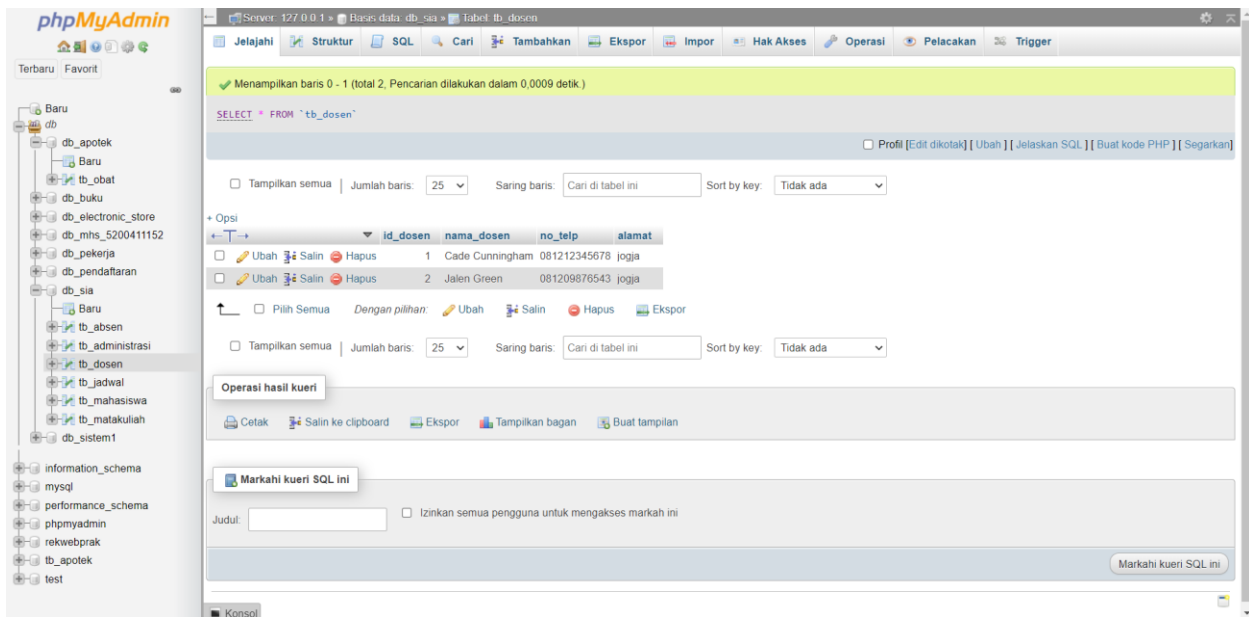 phpMyAdmin
Terbaru Favorit
Baru
db
db_apotek
Baru
tb_obat
db_buku
db_electronic_store
db_mhs_5200411152
db_pekerja
db_pendaftaran
db_sia
Baru
tb_absen
tb_administrasi
tb_dosen
tb_jadwal
tb_mahasiswa
tb_matakuliah
db_sistem1
information_schema
mysql
performance_schema
phpmyadmin
rekwebprak
tb_apotek
test
Server: 127.0.0.1 » Basis data: db_sia » Tabel: tb_dosen
Jelajahi Struktur SQL Cari Tambahkan Ekspor Impor Hak Akses Operasi Pelacakan Trigger
Menampilkan baris 0 - 1 (total 2, Pencarian dilakukan dalam 0,0009 detik.)
SELECT * FROM `tb_dosen`
Profil [Edit dikotak] [ Ubah ] [ Jelaskan SQL ] [ Buat kode PHP ] [ Segarkan]
Tampilkan semua | Jumlah baris: 25 Saring baris: Cari di tabel ini Sort by key: Tidak ada
+ Opsi
←T→ id_dosen nama_dosen no_telp alamat
Ubah Salin Hapus 1 Cade Cunningham 081212345678 jogja
Ubah Salin Hapus 2 Jalen Green 081209876543 jogja
Pilih Semua Dengan pilihan: Ubah Salin Hapus Ekspor
Tampilkan semua | Jumlah baris: 25 Saring baris: Cari di tabel ini Sort by key: Tidak ada
Operasi hasil kueri
Cetak Salin ke clipboard Ekspor Tampilkan bagan Buat tampilan
Markahi kueri SQL ini
Judul: Izinkan semua pengguna untuk mengakses markah ini
Markahi kueri SQL ini
Konsol